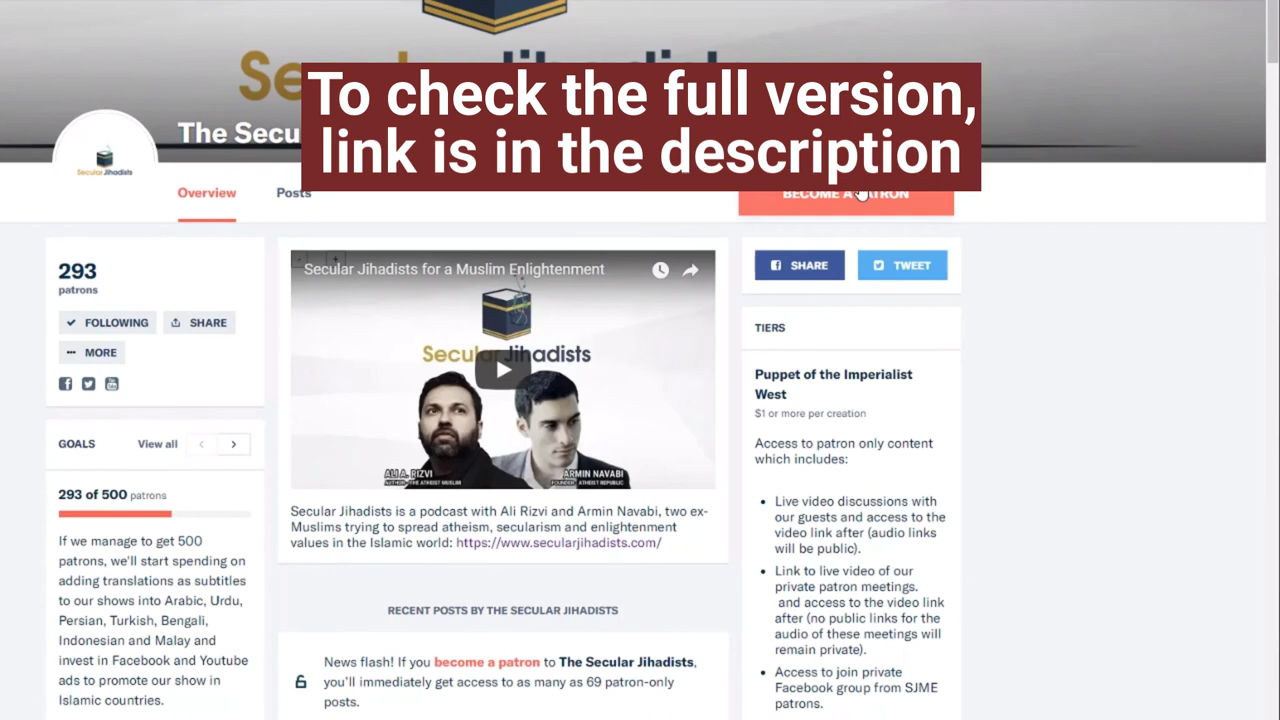 To check the full version,
link is in the description
The Secu
Secular Jihadists
Overview
Posts
BECOME A
TRON
293
patrons
FOLLOWING
SHARE
MORE
GOALS
View all
293 of 500 patrons
If we manage to get 500
patrons, we'll start spending on
adding translations as subtitles
to our shows into Arabic, Urdu,
Persian, Turkish, Bengali,
Indonesian and Malay and
invest in Facebook and Youtube
ads to promote our show in
Islamic countries.
Secular Jihadists for a Muslim Enlightenment
Secular Jihadists
ALI A. RIZVI
AUTHOR - THE ATHEIST MUSLIM
ARMIN NAVABI
FOUNDER - ATHEIST REPUBLIC
Secular Jihadists is a podcast with Ali Rizvi and Armin Navabi, two ex-
Muslims trying to spread atheism, secularism and enlightenment
values in the Islamic world: https://www.secularjihadists.com/
RECENT POSTS BY THE SECULAR JIHADISTS
News flash! If you become a patron to The Secular Jihadists,
you'll immediately get access to as many as 69 patron-only
posts.
SHARE
TWEET
TIERS
Puppet of the Imperialist
West
$1 or more per creation
Access to patron only content
which includes:
• Live video discussions with
our guests and access to the
video link after (audio links
will be public).
• Link to live video of our
private patron meetings.
and access to the video link
after (no public links for the
audio of these meetings will
remain private).
• Access to join private
Facebook group from SJME
patrons.